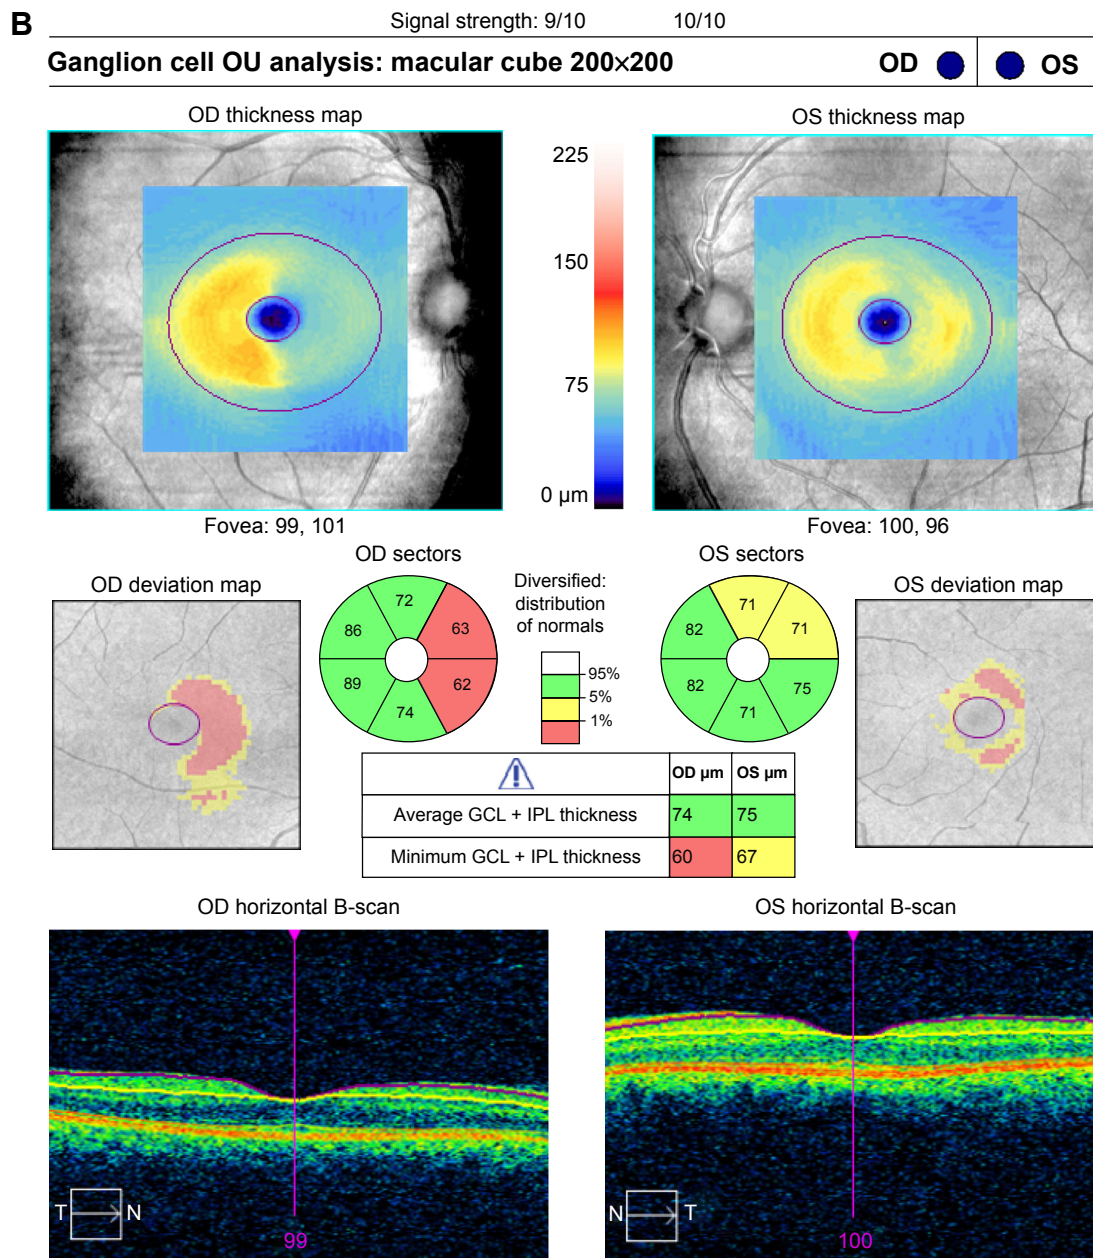 B
Signal strength: 9/10 10/10
Ganglion cell OU analysis: macular cube 200×200 OD OS
OD thickness map
OS thickness map
225
150
75
0 µm
Fovea: 99, 101
Fovea: 100, 96
OD sectors
OS sectors
OD deviation map
Diversified:
distribution
of normals
OS deviation map
72
86 63
89 62
74
95%
5%
1%
71
82 71
82 75
71
OD µm OS µm
Average GCL + IPL thickness 74 75
Minimum GCL + IPL thickness 60 67
OD horizontal B-scan
OS horizontal B-scan
T N
99
N T
100